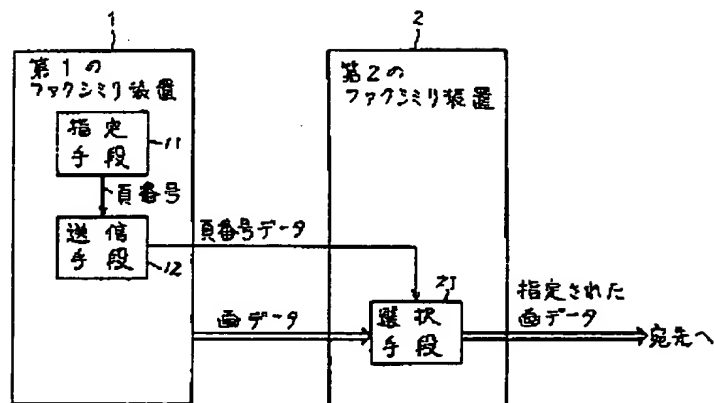 1
2
第1の
ファクシミリ装置
第2の
ファクシミリ装置
指定
手段
11
頁番号
送信
手段
12
頁番号データ
画データ
選択
手段
21
指定された
画データ
宛先へ